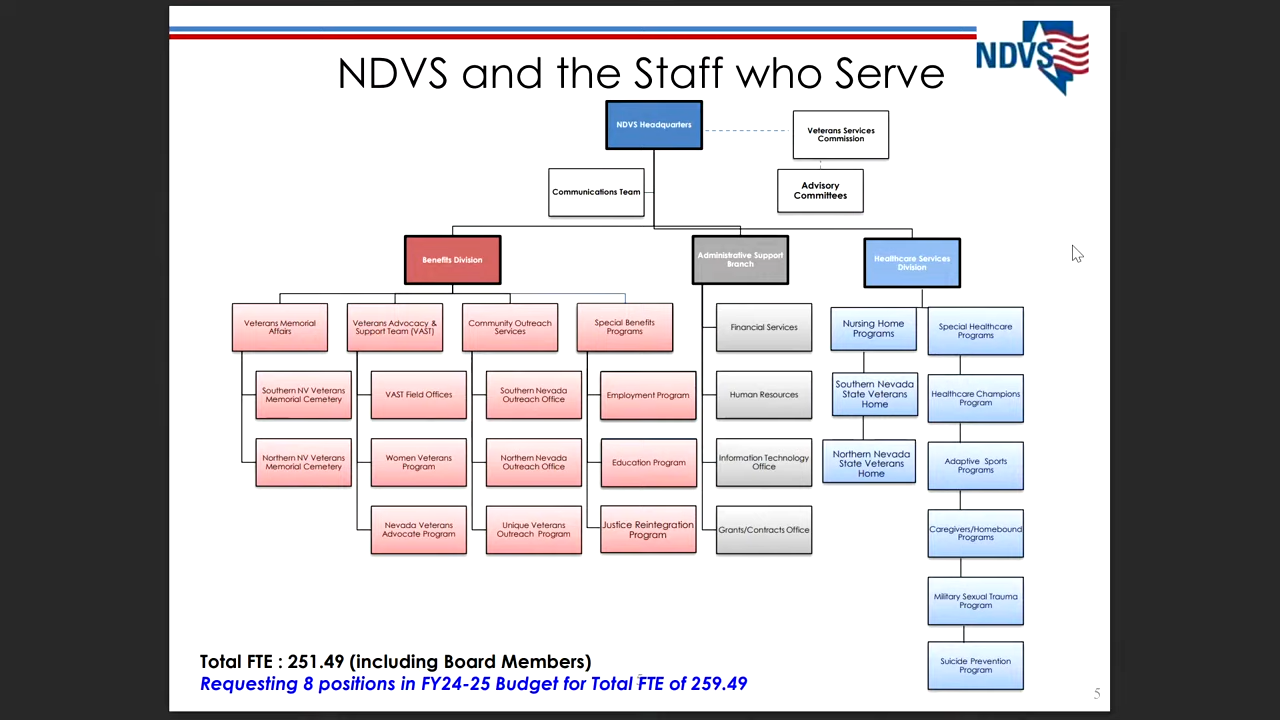 NDVS
NDVS and the Staff who Serve
NDVS Headquarters
Veterans Services
Commission
Communications Team
Advisory
Committees
Benefits Division
Administrative Support
Branch
Healthcare Services
Division
Veterans Memorial
Affairs
Veterans Advocacy &
Support Team (VAST)
Community Outreach
Services
Special Benefits
Programs
Financial Services
Nursing Home
Programs
Special Healthcare
Programs
Southern NV Veterans
Memorial Cemetery
VAST Field Offices
Southern Nevada
Outreach Office
Employment Program
Human Resources
Southern Nevada
State Veterans
Home
Healthcare Champions
Program
Northern NV Veterans
Memorial Cemetery
Women Veterans
Program
Northern Nevada
Outreach Office
Education Program
Information Technology
Office
Northern Nevada
State Veterans
Home
Adaptive Sports
Programs
Nevada Veterans
Advocate Program
Unique Veterans
Outreach Program
Justice Reintegration
Program
Grants/Contracts Office
Caregivers/Homebound
Programs
Military Sexual Trauma
Program
Suicide Prevention
Program
Total FTE : 251.49 (including Board Members)
Requesting 8 positions in FY24-25 Budget for Total FTE of 259.49
5
5